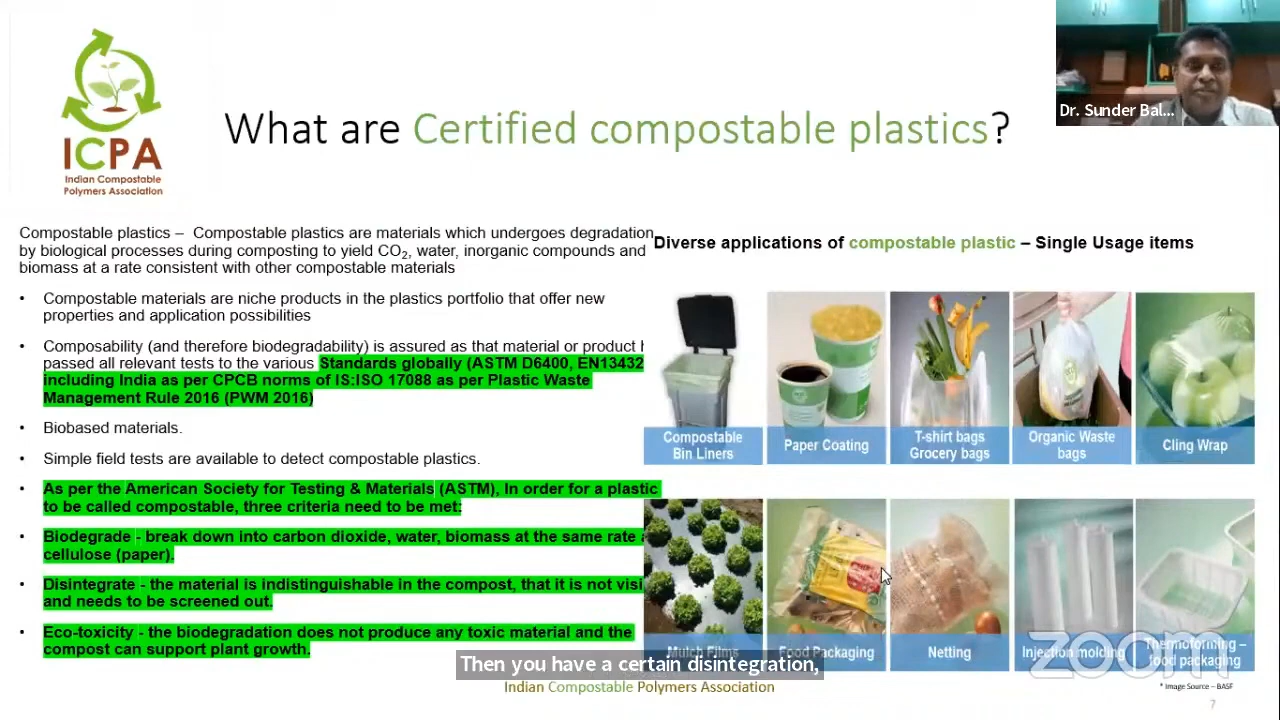 ICPA
Indian Compostable
Polymers Association
What are Certified compostable plastics?
Dr. Sunder Bal...
Compostable plastics – Compostable plastics are materials which undergoes degradation
by biological processes during composting to yield CO₂, water, inorganic compounds and
biomass at a rate consistent with other compostable materials
• Compostable materials are niche products in the plastics portfolio that offer new
properties and application possibilities
• Composability (and therefore biodegradability) is assured as that material or product h
passed all relevant tests to the various Standards globally (ASTM D6400, EN13432
including India as per CPCB norms of IS:ISO 17088 as per Plastic Waste
Management Rule 2016 (PWM 2016)
• Biobased materials.
• Simple field tests are available to detect compostable plastics.
• As per the American Society for Testing & Materials (ASTM), In order for a plastic
to be called compostable, three criteria need to be met:
• Biodegrade - break down into carbon dioxide, water, biomass at the same rate a
cellulose (paper).
• Disintegrate - the material is indistinguishable in the compost, that it is not visi
and needs to be screened out.
• Eco-toxicity - the biodegradation does not produce any toxic material and the
compost can support plant growth.
Diverse applications of compostable plastic – Single Usage items
Compostable
Bin Liners
Paper Coating
T-shirt bags
Grocery bags
Organic Waste
bags
Cling Wrap
Mulch Films
Food Packaging
Netting
Injection molding
Thermoforming –
food packaging
zoom
Then you have a certain disintegration,
Indian Compostable Polymers Association
* Image Source – BASF
7